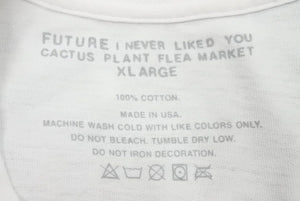 FUTURE I NEVER LIKED YOU
CACTUS PLANT FLEA MARKET
XLARGE
100% COTTON.
MADE IN USA.
MACHINE WASH COLD WITH LIKE COLORS ONLY.
DO NOT BLEACH. TUMBLE DRY LOW.
DO NOT IRON DECORATION.